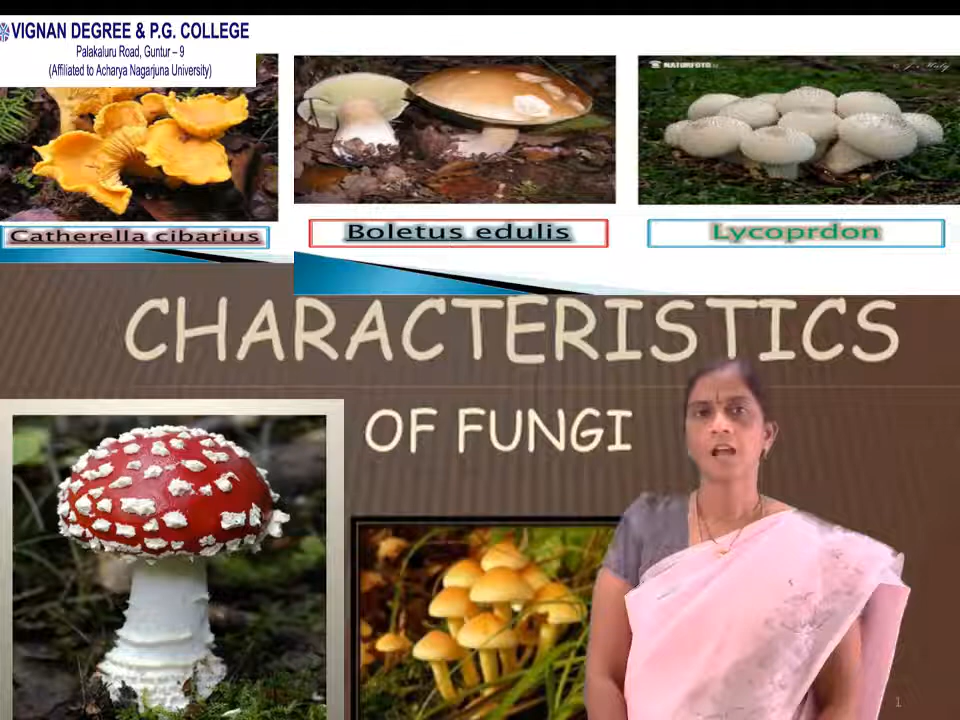 VIGNAN DEGREE & P.G. COLLEGE
Palakaluru Road, Guntur – 9
(Affiliated to Acharya Nagarjuna University)
NATURFOTO
Catherella cibarius
Boletus edulis
Lycoprdon
CHARACTERISTICS
OF FUNGI
1